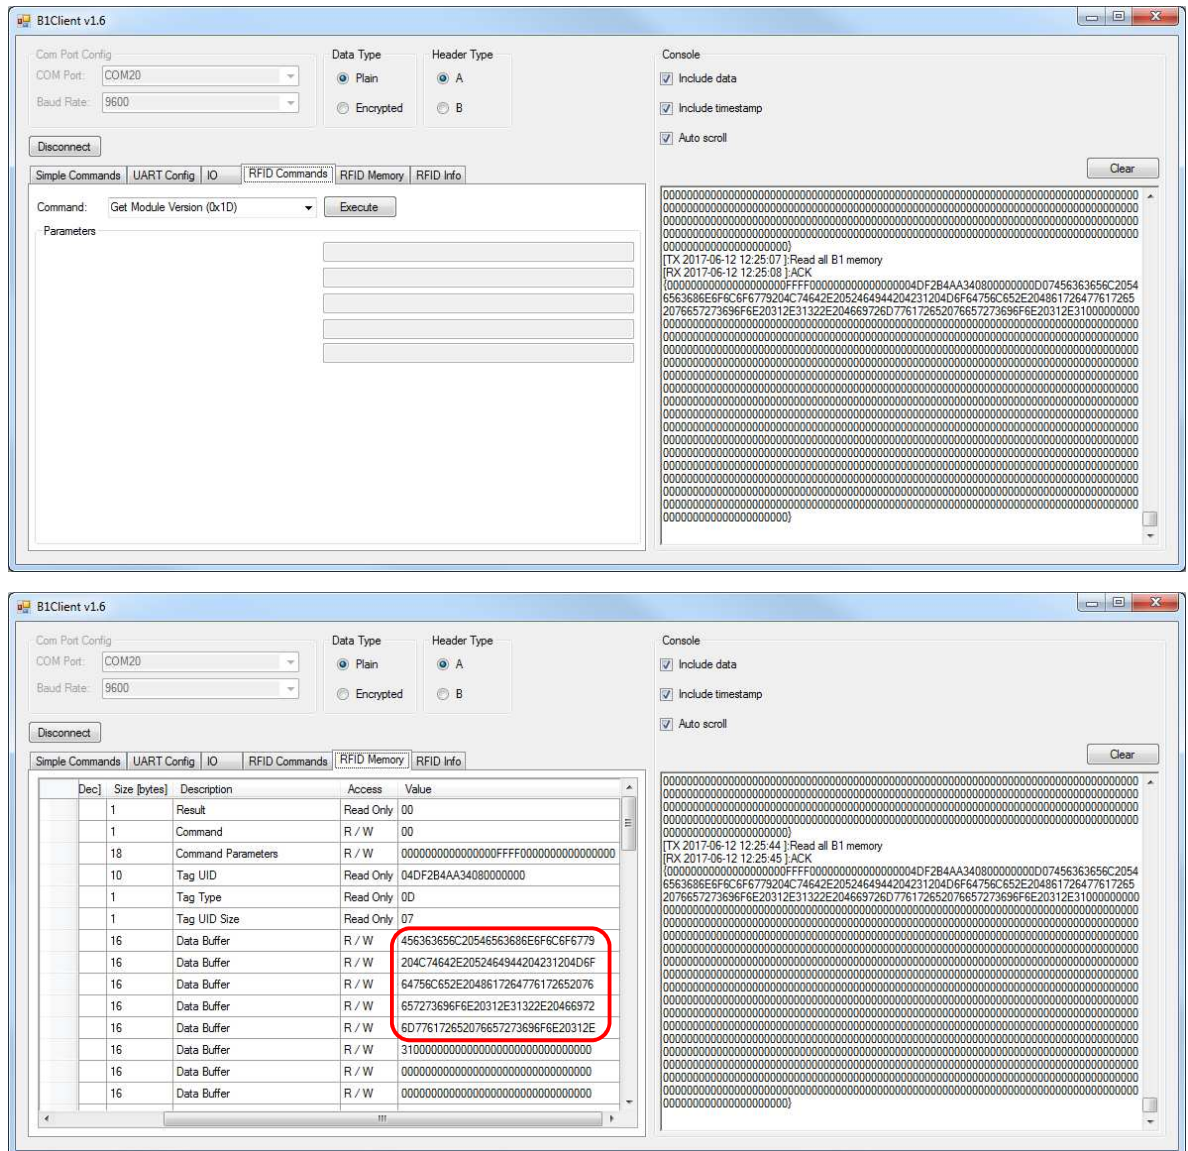 B1Client v1.6
Com Port Config
COM Port: COM20
Baud Rate: 9600
Data Type
Plain
Encrypted
Header Type
A
B
Console
Include data
Include timestamp
Auto scroll
Disconnect
Clear
Simple Commands UART Config IO RFID Commands RFID Memory RFID Info
Command: Get Module Version (0x1D) Execute
Parameters
[TX 2017-06-12 12:25:07 ]:Read all B1 memory
[RX 2017-06-12 12:25:08 ]:ACK
{00000000000000000000FFFF000000000000000004DF2B4AA340800000000D07456363656C2054
6563686E6F6C6F6779204C74642E2052464944204231204D6F64756C652E204861726477617265
2076657273696F6E20312E31322E204669726D776172652076657273696F6E20312E3100000000
B1Client v1.6
Com Port Config
COM Port: COM20
Baud Rate: 9600
Data Type
Plain
Encrypted
Header Type
A
B
Console
Include data
Include timestamp
Auto scroll
Disconnect
Clear
Simple Commands UART Config IO RFID Commands RFID Memory RFID Info
Dec] Size [bytes] Description Access Value
1 Result Read Only 00
1 Command R / W 00
18 Command Parameters R / W 0000000000000000FFFF0000000000000000
10 Tag UID Read Only 04DF2B4AA34080000000
1 Tag Type Read Only 0D
1 Tag UID Size Read Only 07
16 Data Buffer R / W 456363656C20546563686E6F6C6F6779
16 Data Buffer R / W 204C74642E2052464944204231204D6F
16 Data Buffer R / W 64756C652E2048617264776172652076
16 Data Buffer R / W 657273696F6E20312E31322E20466972
16 Data Buffer R / W 6D776172652076657273696F6E20312E
16 Data Buffer R / W 31000000000000000000000000000000
16 Data Buffer R / W 00000000000000000000000000000000
16 Data Buffer R / W 00000000000000000000000000000000
[TX 2017-06-12 12:25:44 ]:Read all B1 memory
[RX 2017-06-12 12:25:45 ]:ACK
{00000000000000000000FFFF000000000000000004DF2B4AA340800000000D07456363656C2054
6563686E6F6C6F6779204C74642E2052464944204231204D6F64756C652E204861726477617265
2076657273696F6E20312E31322E204669726D776172652076657273696F6E20312E3100000000